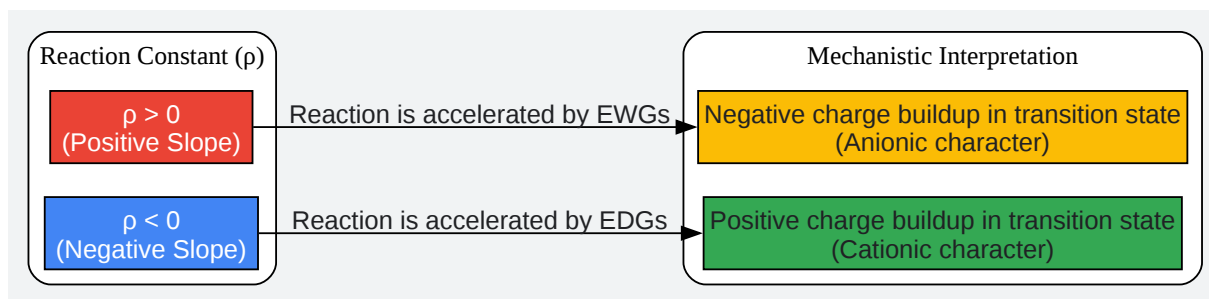 Reaction Constant (ρ)
ρ > 0
(Positive Slope)
ρ < 0
(Negative Slope)
Reaction is accelerated by EWGs
Reaction is accelerated by EDGs
Mechanistic Interpretation
Negative charge buildup in transition state
(Anionic character)
Positive charge buildup in transition state
(Cationic character)